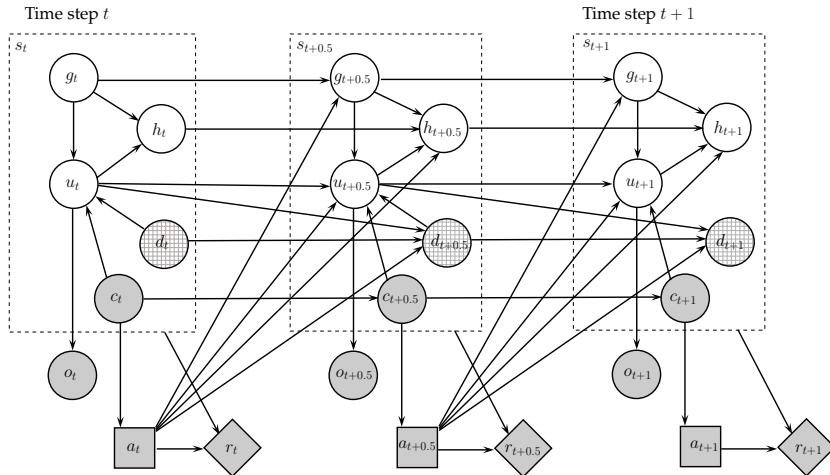 Time step t
Time step t + 1
s_t
s_{t+0.5}
s_{t+1}
g_t
g_{t+0.5}
g_{t+1}
h_t
h_{t+0.5}
h_{t+1}
u_t
u_{t+0.5}
u_{t+1}
d_t
d_{t+0.5}
d_{t+1}
c_t
c_{t+0.5}
c_{t+1}
o_t
o_{t+0.5}
o_{t+1}
a_t
r_t
a_{t+0.5}
r_{t+0.5}
a_{t+1}
r_{t+1}